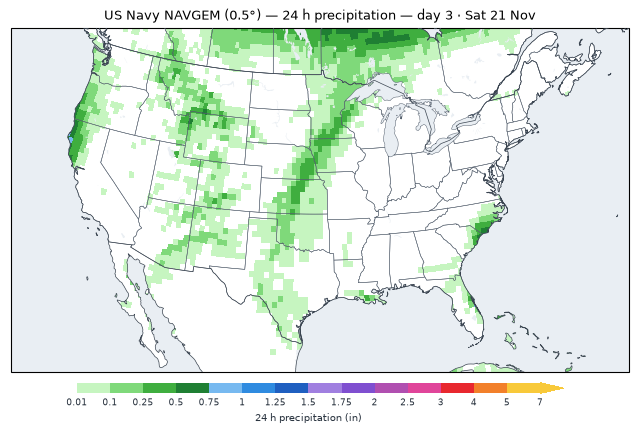 US Navy NAVGEM (0.5°) — 24 h precipitation — day 3 · Sat 21 Nov
0.01 0.1 0.25 0.5 0.75 1 1.25 1.5 1.75 2 2.5 3 4 5 7
24 h precipitation (in)